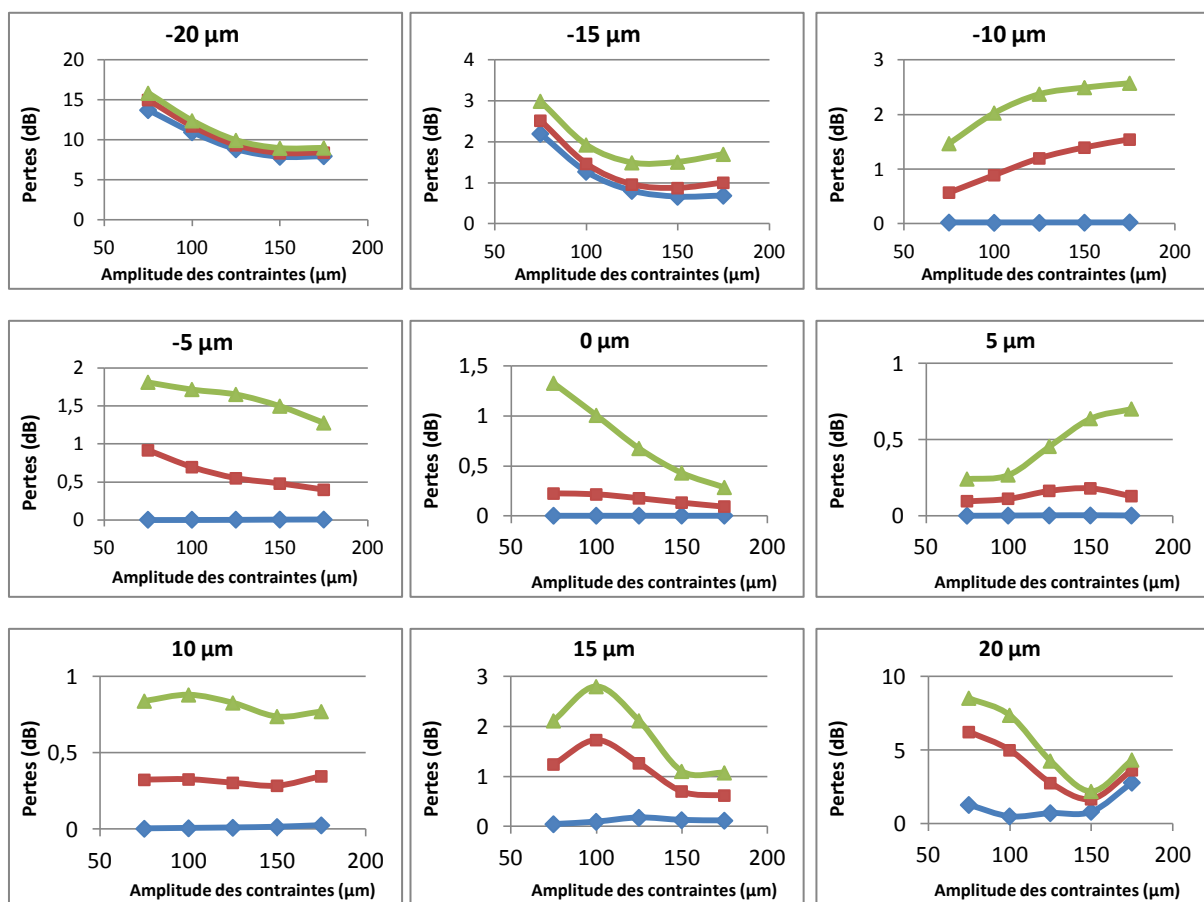 -20 µm
Pertes (dB)
20
15
10
5
0
50 100 150 200
Amplitude des contraintes (µm)
-15 µm
Pertes (dB)
4
3
2
1
0
50 100 150 200
Amplitude des contraintes (µm)
-10 µm
Pertes (dB)
3
2
1
0
50 100 150 200
Amplitude des contraintes (µm)
-5 µm
Pertes (dB)
2
1,5
1
0,5
0
50 100 150 200
Amplitude des contraintes (µm)
0 µm
Pertes (dB)
1,5
1
0,5
0
50 100 150 200
Amplitude des contraintes (µm)
5 µm
Pertes (dB)
1
0,5
0
50 100 150 200
Amplitude des contraintes (µm)
10 µm
Pertes (dB)
1
0,5
0
50 100 150 200
Amplitude des contraintes (µm)
15 µm
Pertes (dB)
3
2
1
0
50 100 150 200
Amplitude des contraintes (µm)
20 µm
Pertes (dB)
10
5
0
50 100 150 200
Amplitude des contraintes (µm)